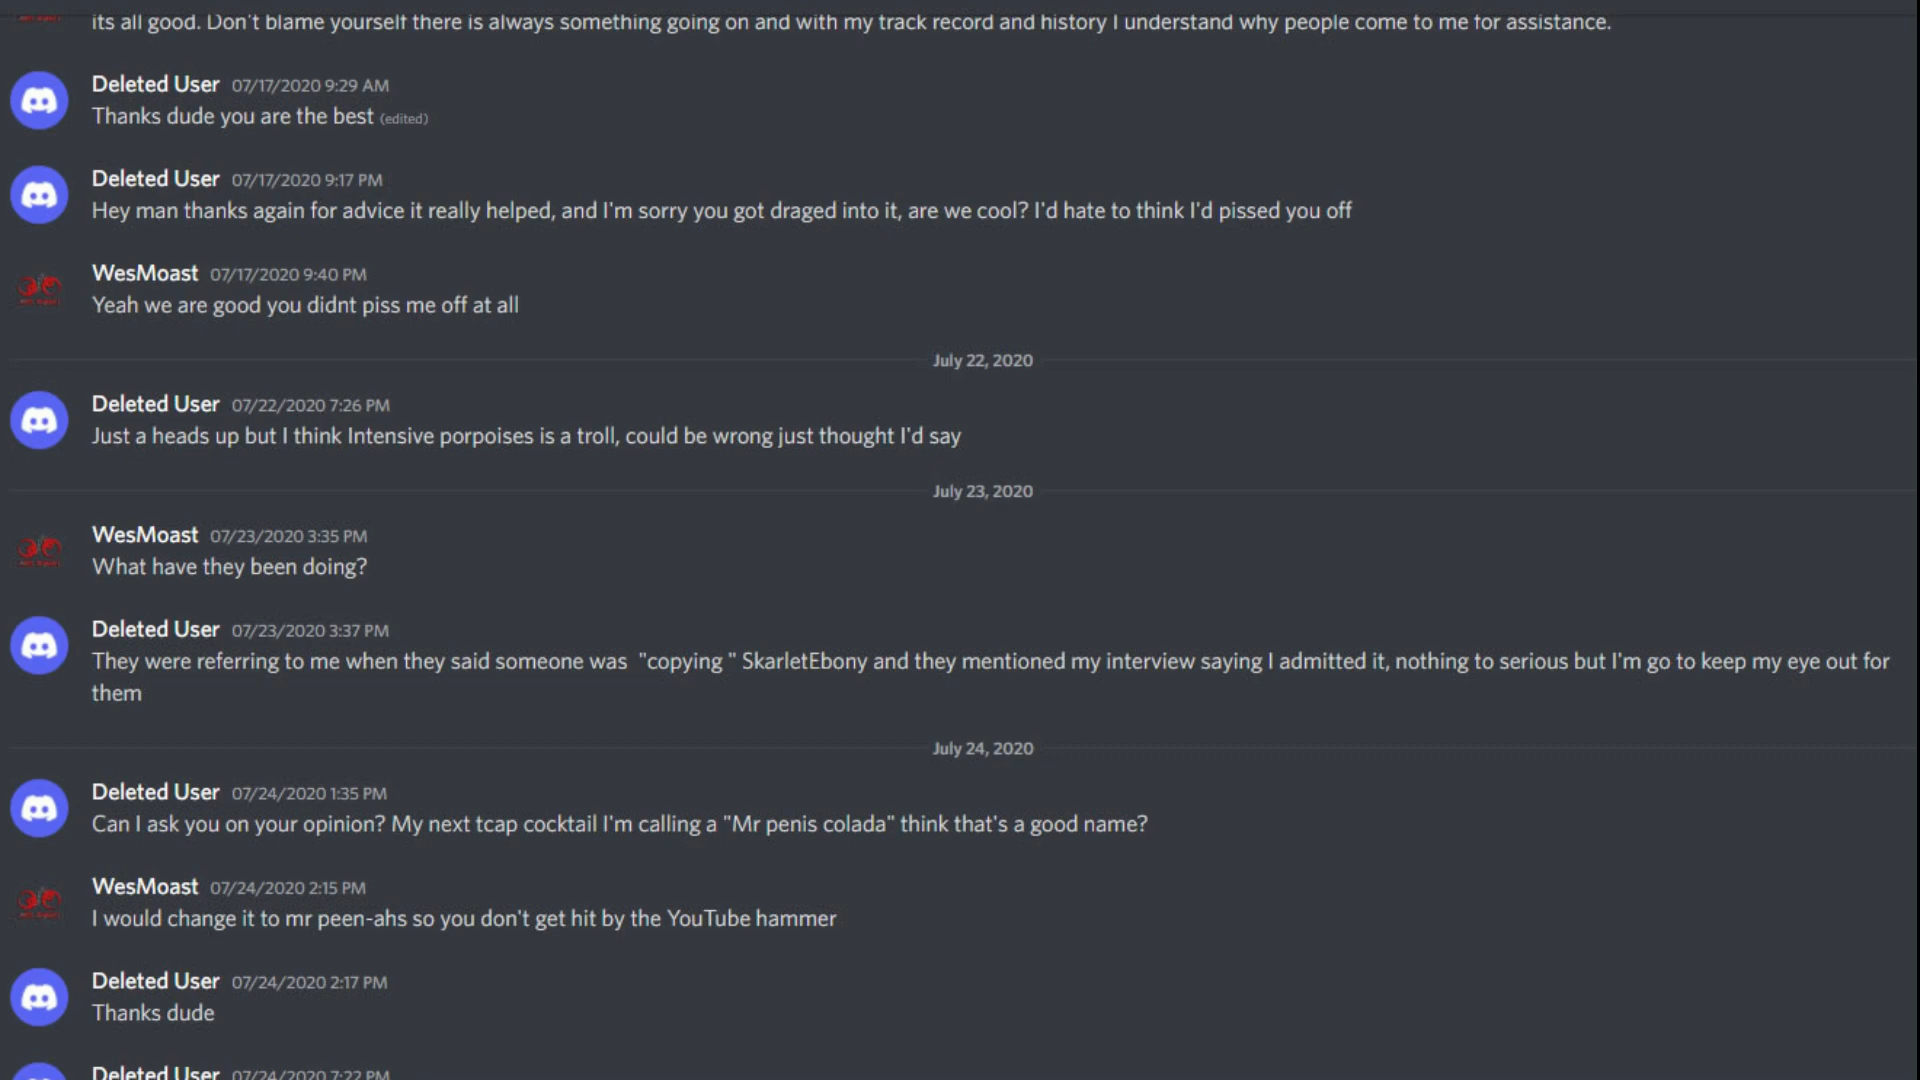 its all good. Don't blame yourself there is always something going on and with my track record and history I understand why people come to me for assistance.
Deleted User 07/17/2020 9:29 AM
Thanks dude you are the best (edited)
Deleted User 07/17/2020 9:17 PM
Hey man thanks again for advice it really helped, and I'm sorry you got draged into it, are we cool? I'd hate to think I'd pissed you off
WesMoast 07/17/2020 9:40 PM
Yeah we are good you didnt piss me off at all
July 22, 2020
Deleted User 07/22/2020 7:26 PM
Just a heads up but I think Intensive porpoises is a troll, could be wrong just thought I'd say
July 23, 2020
WesMoast 07/23/2020 3:35 PM
What have they been doing?
Deleted User 07/23/2020 3:37 PM
They were referring to me when they said someone was "copying " SkarletEbony and they mentioned my interview saying I admitted it, nothing to serious but I'm go to keep my eye out for
them
July 24, 2020
Deleted User 07/24/2020 1:35 PM
Can I ask you on your opinion? My next tcap cocktail I'm calling a "Mr penis colada" think that's a good name?
WesMoast 07/24/2020 2:15 PM
I would change it to mr peen-ahs so you don't get hit by the YouTube hammer
Deleted User 07/24/2020 2:17 PM
Thanks dude
Deleted User 07/24/2020 7:22 PM